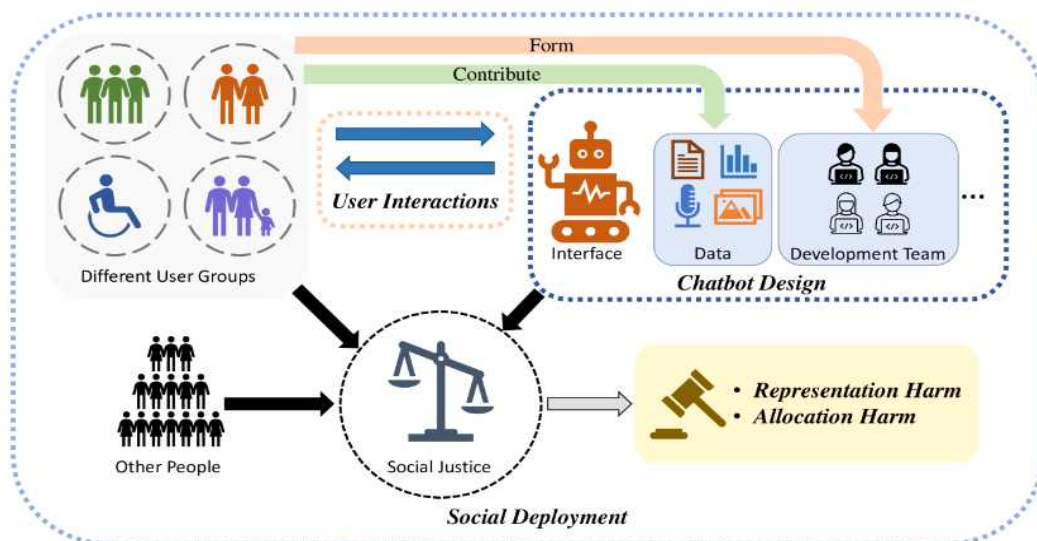 Form
Contribute
User Interactions
Different User Groups
Interface
Data
Development Team
...
Chatbot Design
Other People
Social Justice
• Representation Harm
• Allocation Harm
Social Deployment